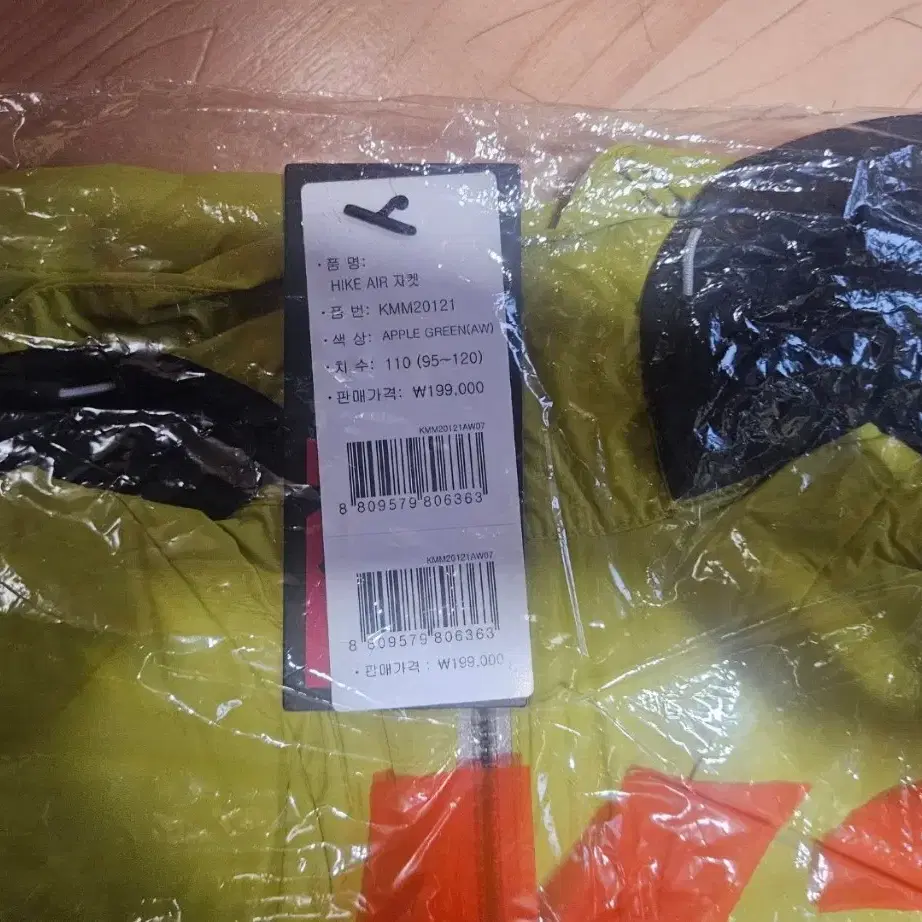 · 품 명:
HIKE AIR 자켓
· 품 번: KMM20121
· 색 상: APPLE GREEN(AW)
· 치 수: 110 (95~120)
· 판매가격: ₩199,000
KMM20121AW07
8 809579 806363
KMM20121AW07
8 809579 806363
· 판매가격 : ₩199,000